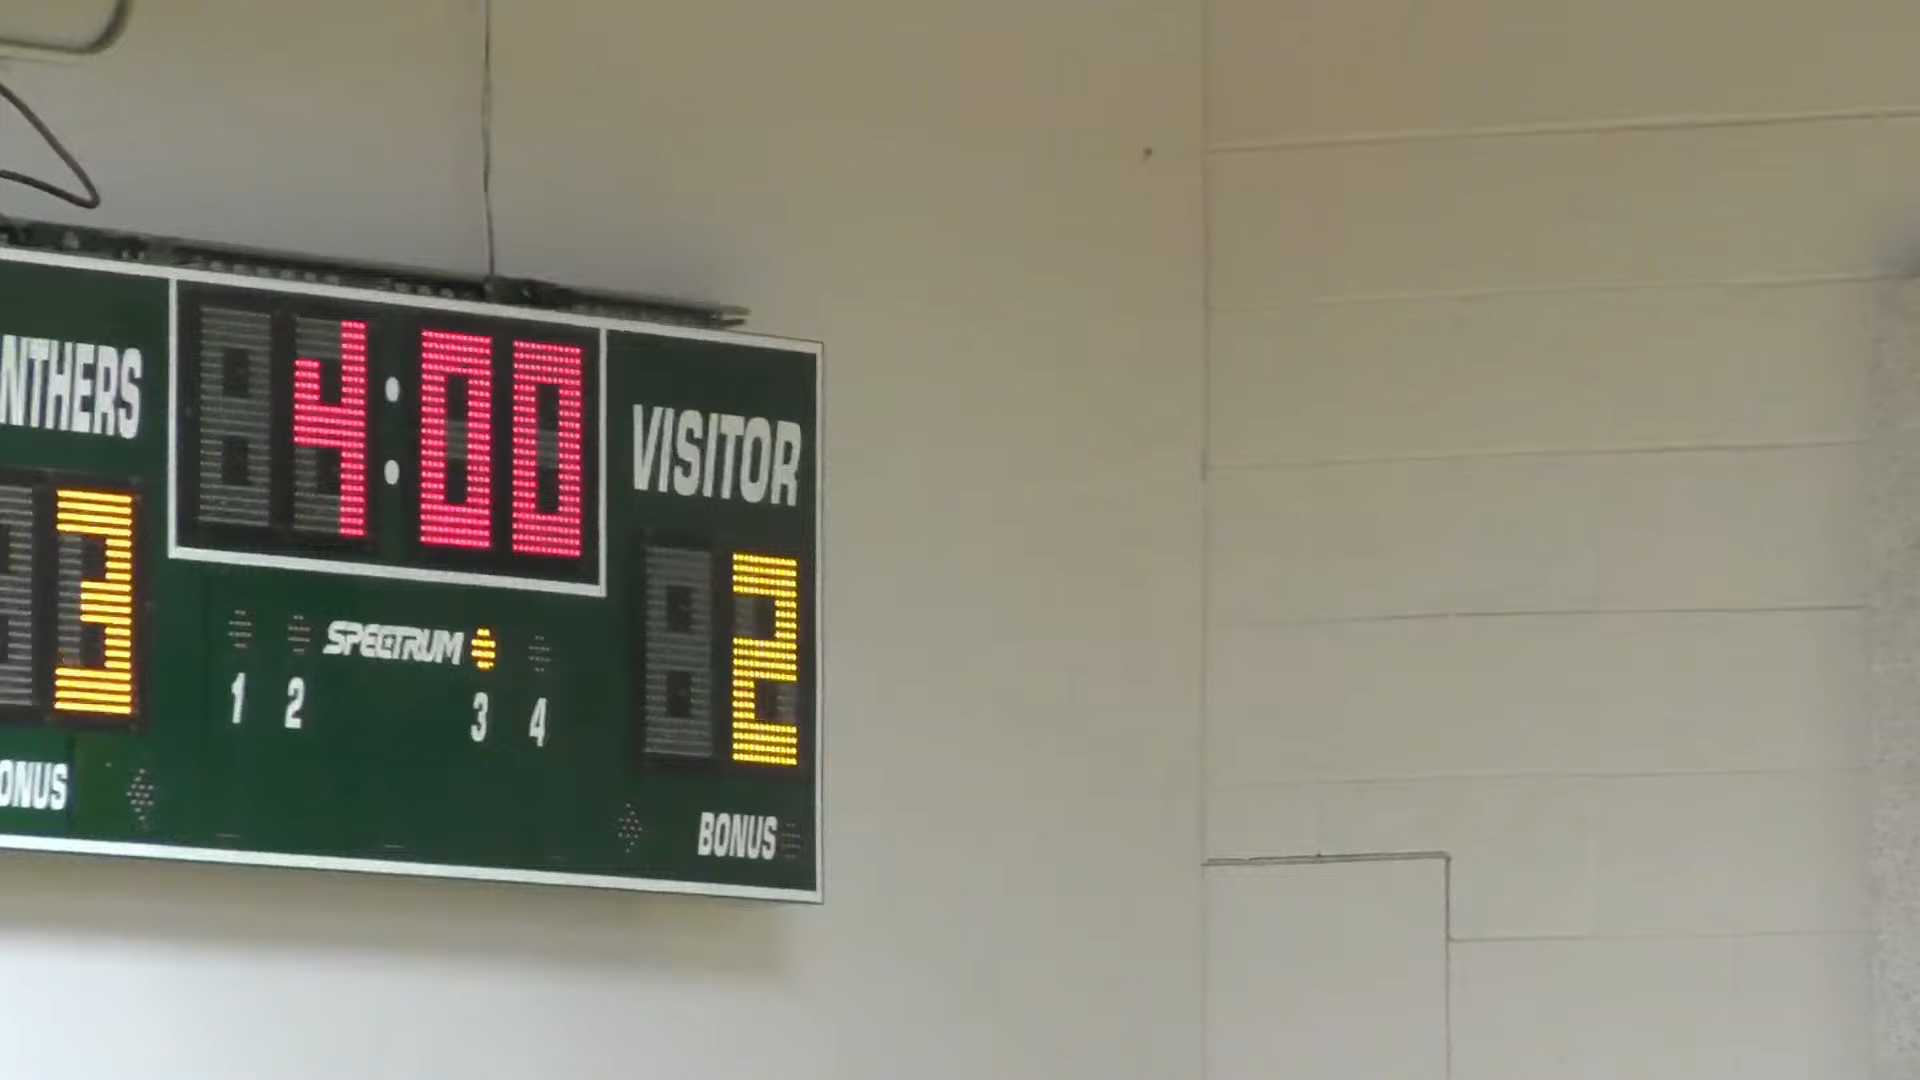 NTHERS
4:00
VISITOR
3
2
SPECTRUM
1 2 3 4
ONUS
BONUS